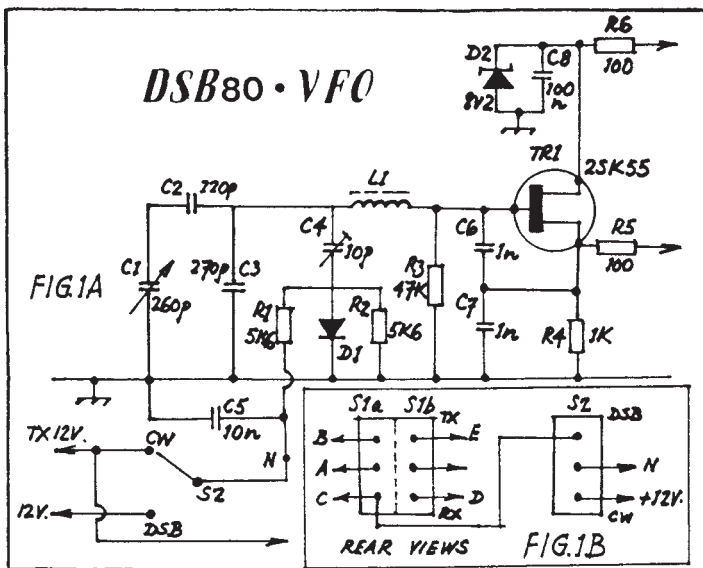 DSB80 • VFO
D2
8V2
C8
100
n
R6
100
TR1
2SK55
C2 220p
L1
C4
10p
C6
1n
R5
100
FIG.1A
C1
260p
270p C3
R1
5K6
R2
5K6
D1
R3
47K
C7
1n
R4
1K
C5
10n
TX 12V.
CW
N
S2
12V.
DSB
S1a S1b TX
B E
A
C D
RX
REAR VIEWS
S2
DSB
N
+12V.
CW
FIG.1B